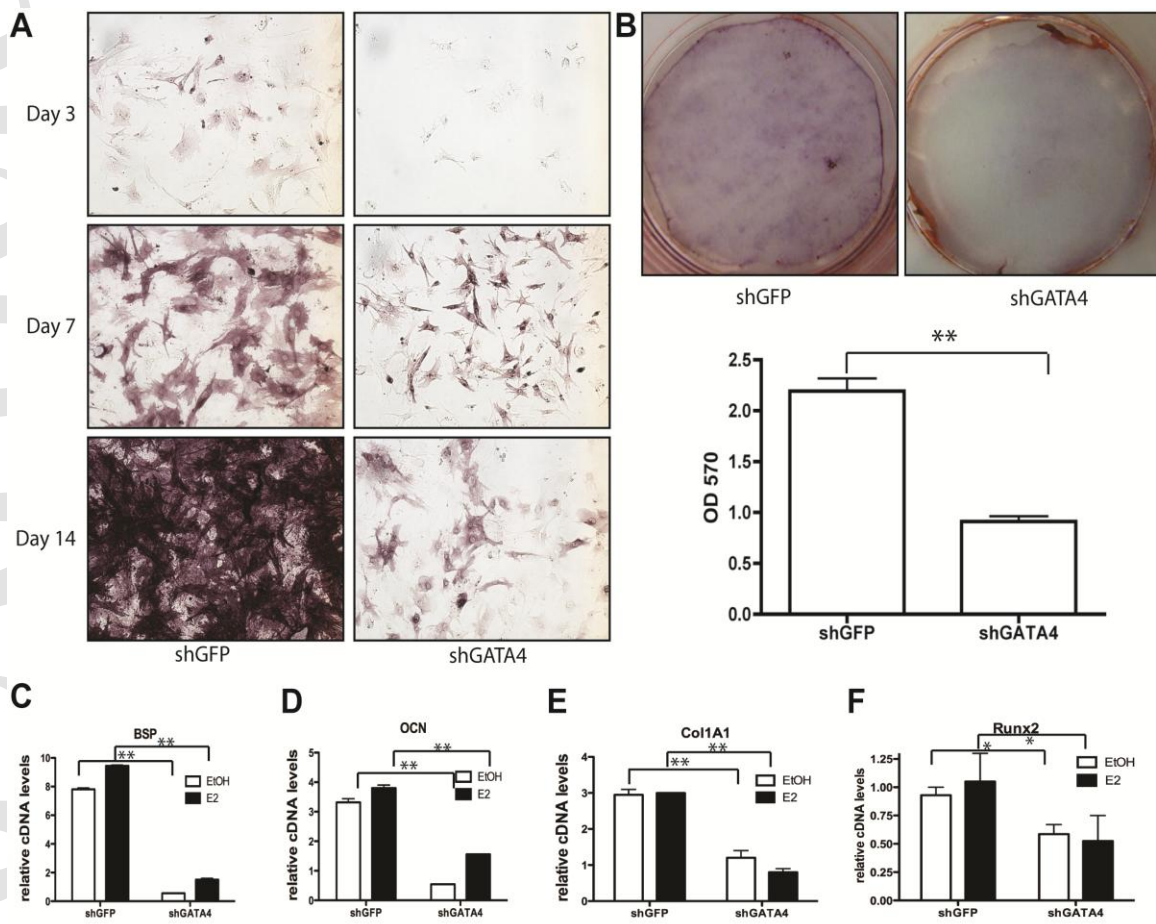 A
B
Day 3
Day 7
Day 14
shGFP
shGATA4
shGFP
shGATA4
**
2.5
2.0
1.5
1.0
0.5
0.0
OD 570
shGFP
shGATA4
C
BSP
**
**
EtOH
E2
10
8
6
4
2
0
relative cDNA levels
shGFP
shGATA4
D
OCN
**
**
EtOH
E2
5
4
3
2
1
0
relative cDNA levels
shGFP
shGATA4
E
Col1A1
**
**
EtOH
E2
4
3
2
1
0
relative cDNA levels
shGFP
shGATA4
F
Runx2
*
*
EtOH
E2
1.25
1.00
0.75
0.50
0.25
0.00
relative cDNA levels
shGFP
shGATA4